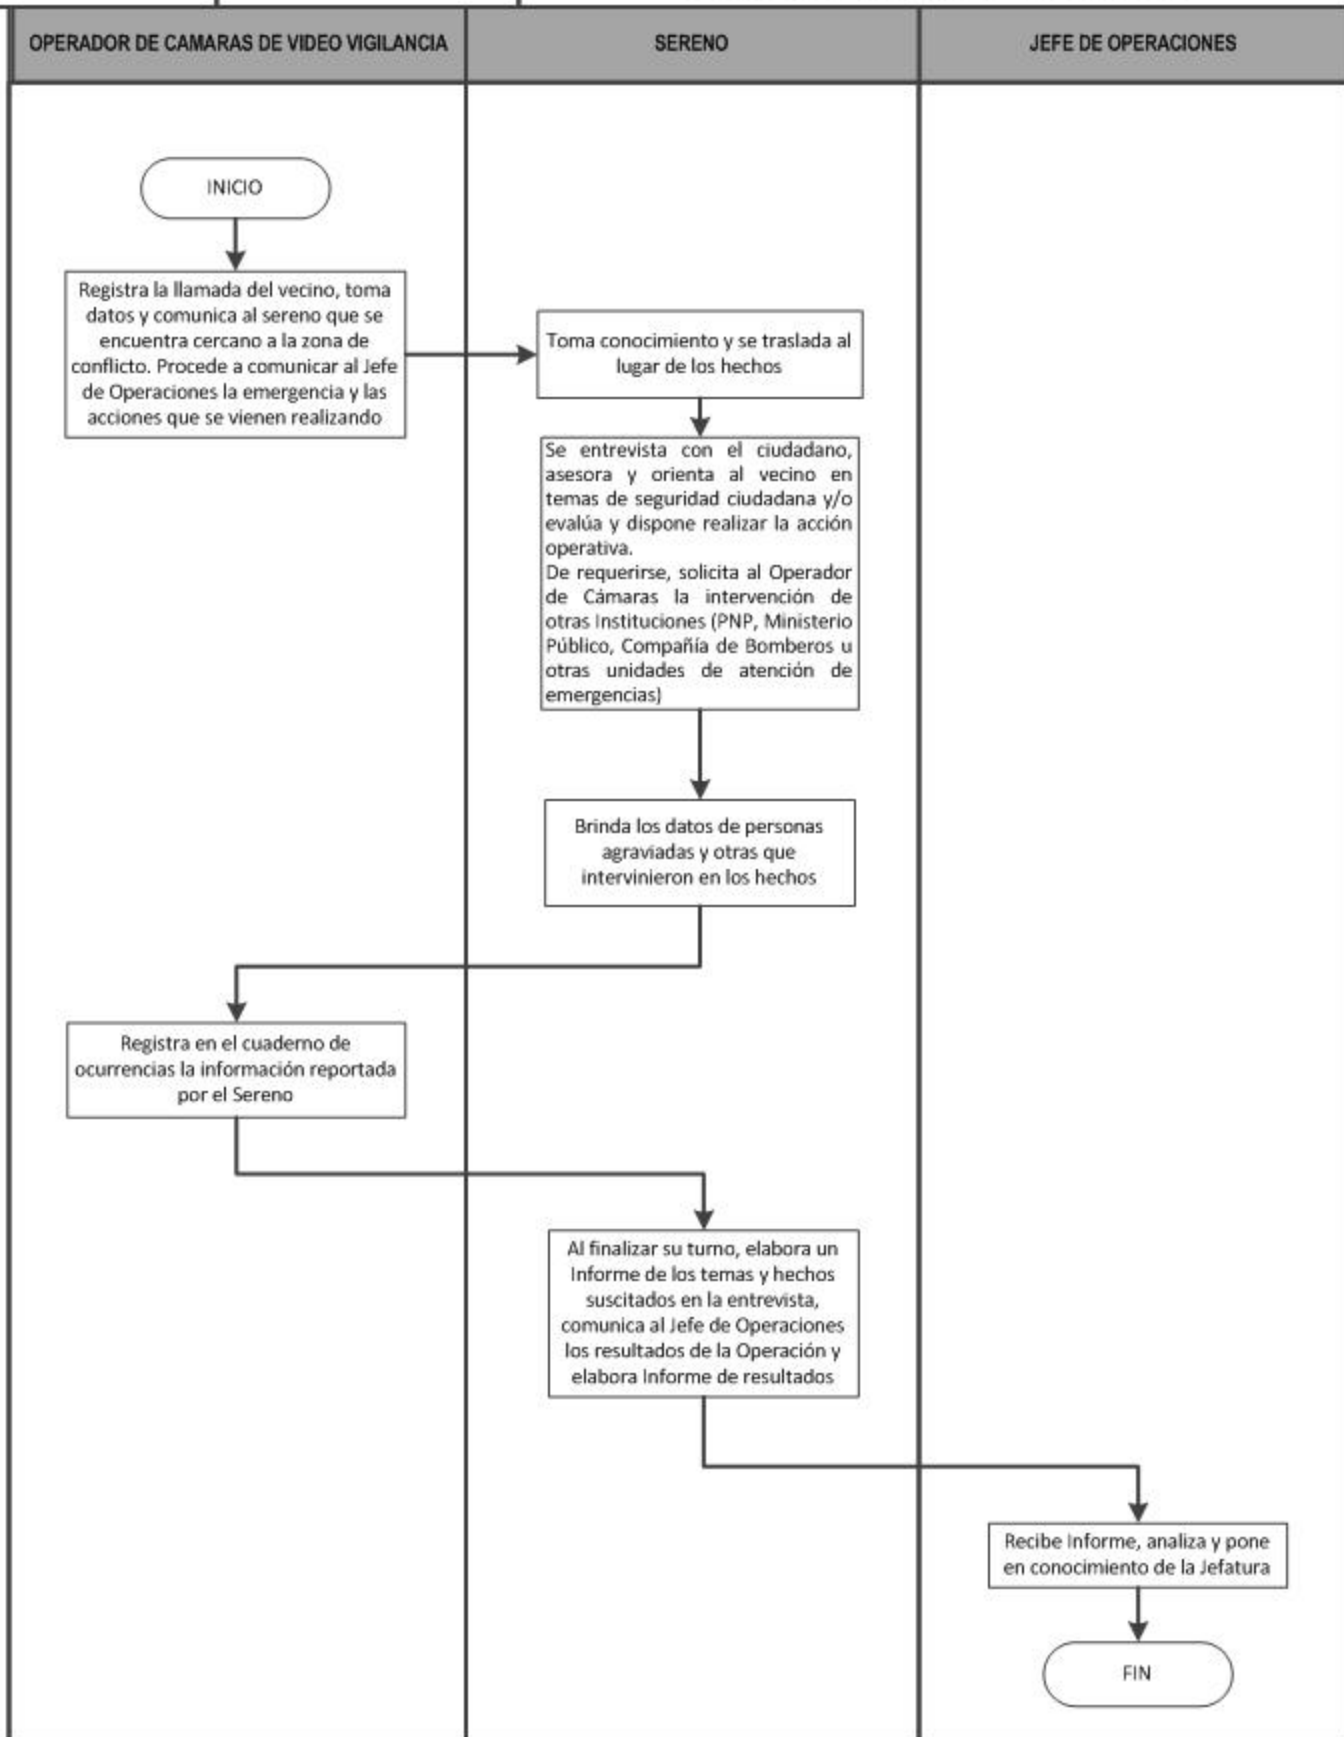 OPERADOR DE CAMARAS DE VIDEO VIGILANCIA
SERENO
JEFE DE OPERACIONES
INICIO
Registra la llamada del vecino, toma
datos y comunica al sereno que se
encuentra cercano a la zona de
conflicto. Procede a comunicar al Jefe
de Operaciones la emergencia y las
acciones que se vienen realizando
Toma conocimiento y se traslada al
lugar de los hechos
Se entrevista con el ciudadano,
asesora y orienta al vecino en
temas de seguridad ciudadana y/o
evalúa y dispone realizar la acción
operativa.
De requerirse, solicita al Operador
de Cámaras la intervención de
otras Instituciones (PNP, Ministerio
Público, Compañía de Bomberos u
otras unidades de atención de
emergencias)
Brinda los datos de personas
agraviadas y otras que
intervinieron en los hechos
Registra en el cuaderno de
ocurrencias la información reportada
por el Sereno
Al finalizar su turno, elabora un
Informe de los temas y hechos
suscitados en la entrevista,
comunica al Jefe de Operaciones
los resultados de la Operación y
elabora Informe de resultados
Recibe Informe, analiza y pone
en conocimiento de la Jefatura
FIN